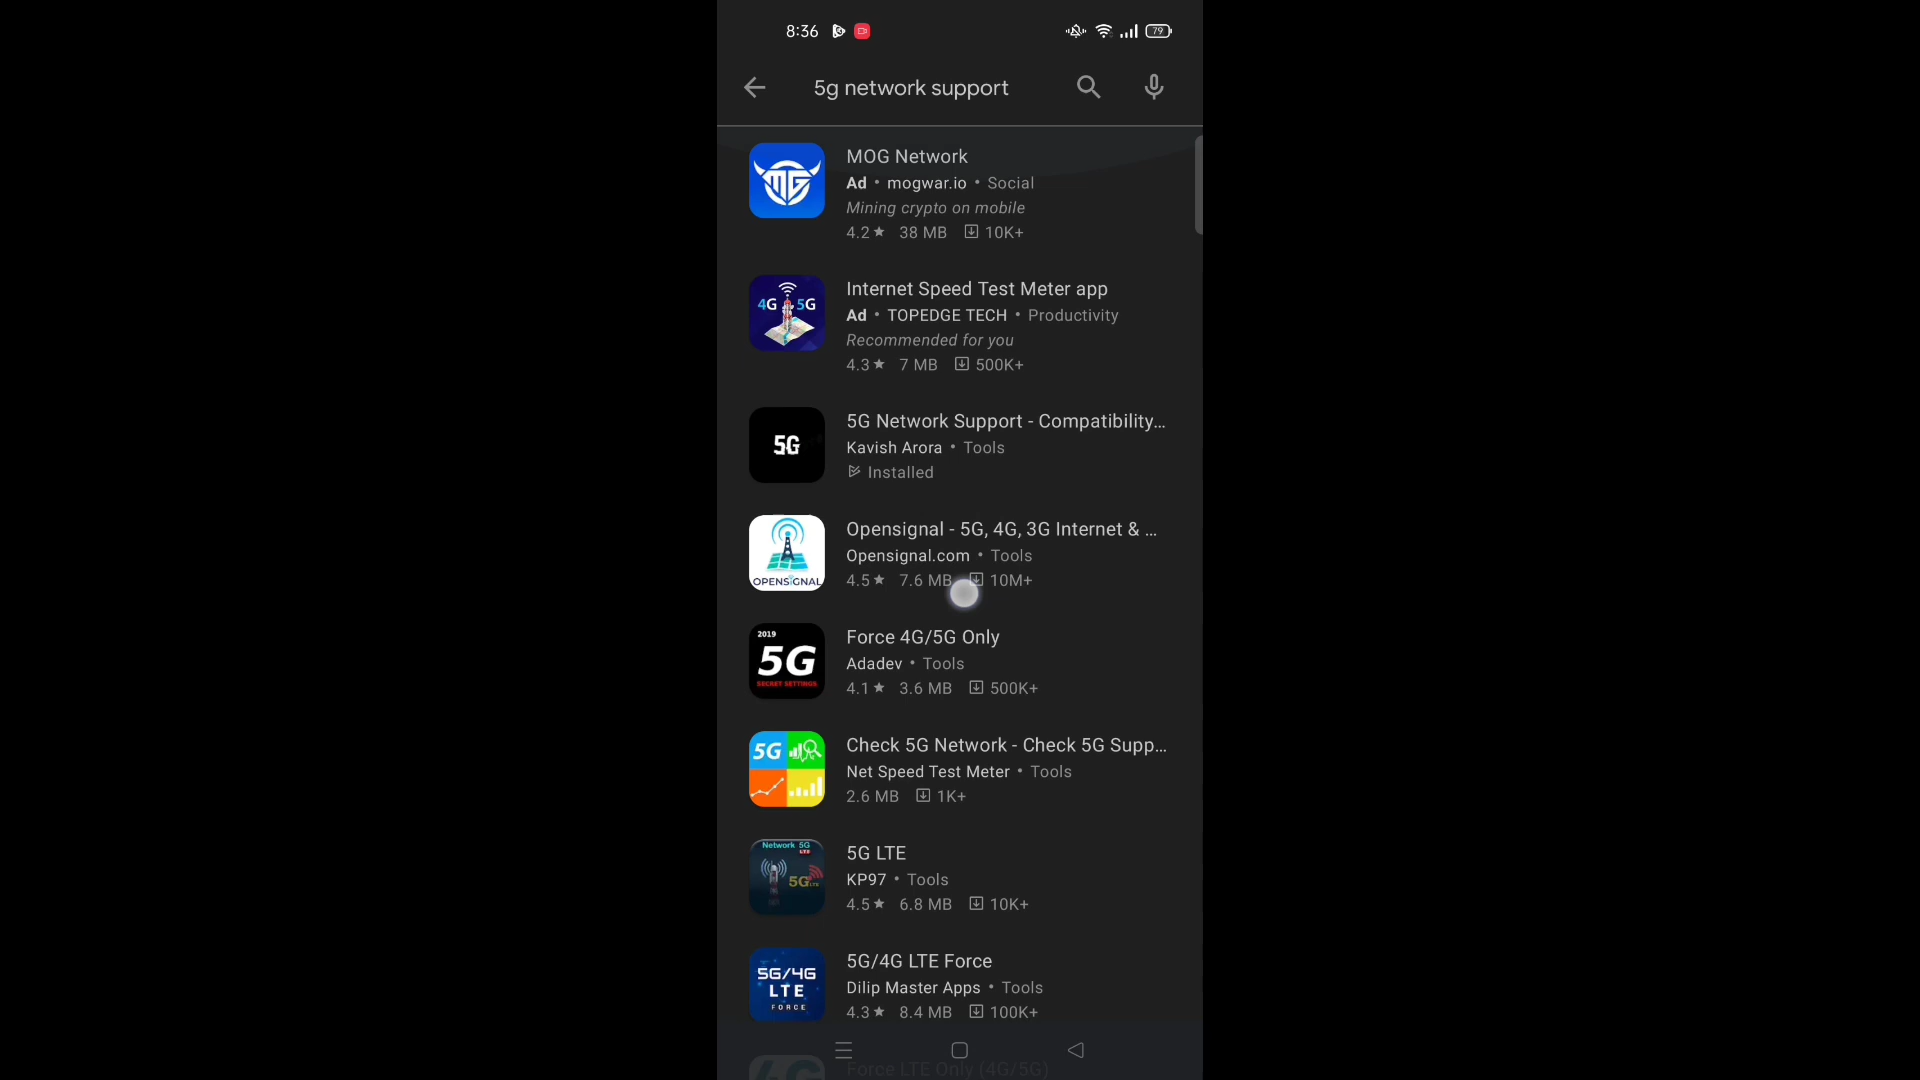 8:36
79
5g network support
MG
MOG Network
Ad • mogwar.io • Social
Mining crypto on mobile
4.2★ 38 MB 10K+
4G 5G
Internet Speed Test Meter app
Ad • TOPEDGE TECH • Productivity
Recommended for you
4.3★ 7 MB 500K+
5G
5G Network Support - Compatibility...
Kavish Arora • Tools
Installed
OPENSIGNAL
Opensignal - 5G, 4G, 3G Internet & ...
Opensignal.com • Tools
4.5★ 7.6 MB 10M+
2019
5G
SECRET SETTINGS
Force 4G/5G Only
Adadev • Tools
4.1★ 3.6 MB 500K+
5G
Check 5G Network - Check 5G Supp...
Net Speed Test Meter • Tools
2.6 MB 1K+
Network 5G
LTE
5G LTE
5G LTE
KP97 • Tools
4.5★ 6.8 MB 10K+
5G/4G
LTE
FORCE
5G/4G LTE Force
Dilip Master Apps • Tools
4.3★ 8.4 MB 100K+
Force LTE Only (4G/5G)